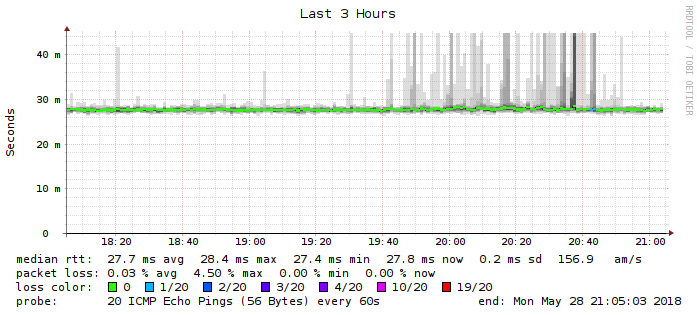 Last 3 Hours
RRDTOOL / TOBI OETIKER
Seconds
40 m
30 m
20 m
10 m
0
18:20 18:40 19:00 19:20 19:40 20:00 20:20 20:40 21:00
median rtt: 27.7 ms avg 28.4 ms max 27.4 ms min 27.8 ms now 0.2 ms sd 156.9 am/s
packet loss: 0.03 % avg 4.50 % max 0.00 % min 0.00 % now
loss color: 0 1/20 2/20 3/20 4/20 10/20 19/20
probe: 20 ICMP Echo Pings (56 Bytes) every 60s end: Mon May 28 21:05:03 2018